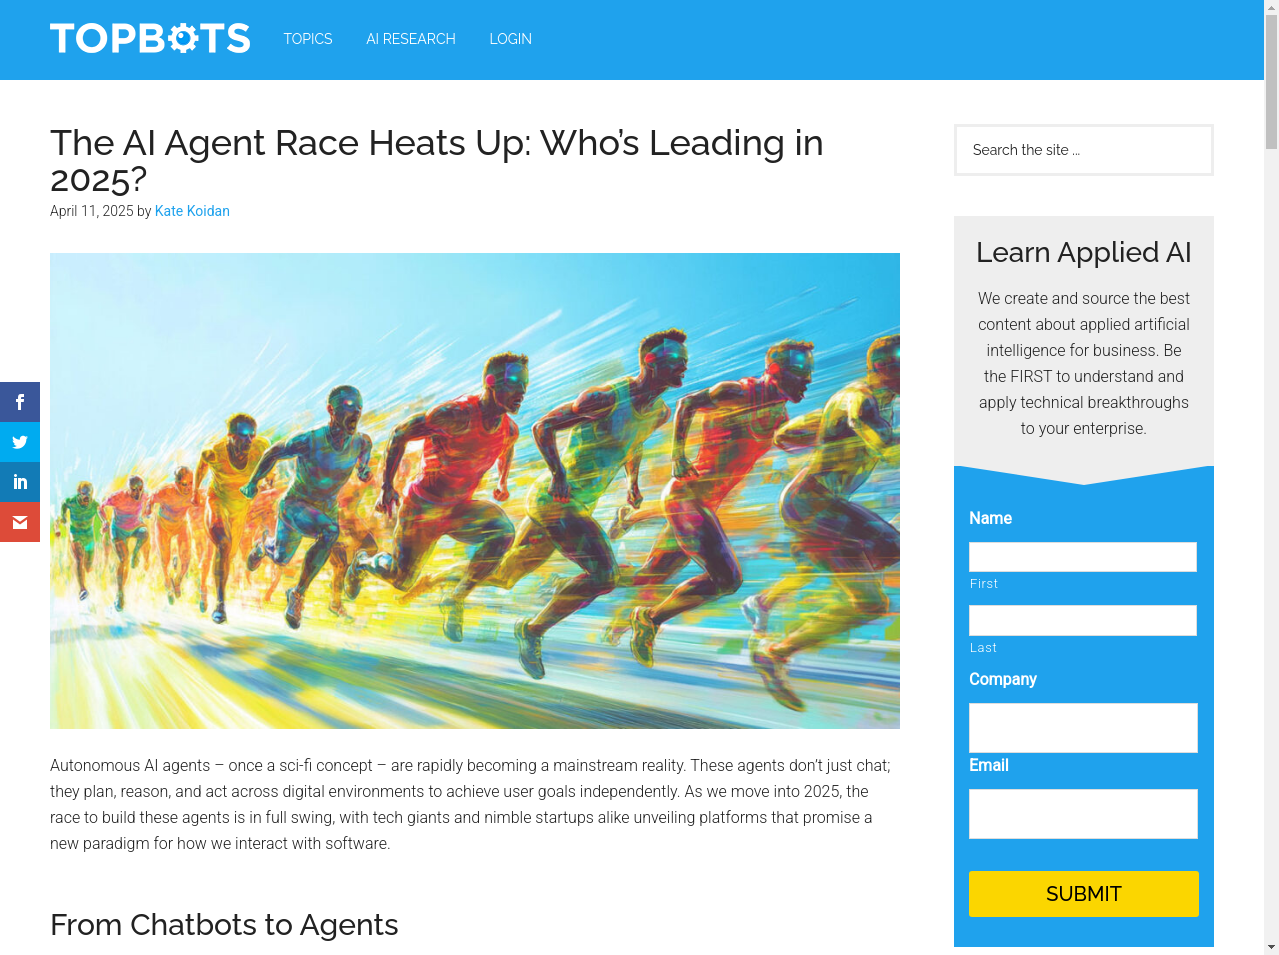 TOPBOTS
TOPICS
AI RESEARCH
LOGIN
The AI Agent Race Heats Up: Who’s Leading in
2025?
April 11, 2025 by Kate Koidan
Autonomous AI agents – once a sci-fi concept – are rapidly becoming a mainstream reality. These agents don’t just chat;
they plan, reason, and act across digital environments to achieve user goals independently. As we move into 2025, the
race to build these agents is in full swing, with tech giants and nimble startups alike unveiling platforms that promise a
new paradigm for how we interact with software.
From Chatbots to Agents
Search the site ...
Learn Applied AI
We create and source the best
content about applied artificial
intelligence for business. Be
the FIRST to understand and
apply technical breakthroughs
to your enterprise.
Name
First
Last
Company
Email
SUBMIT